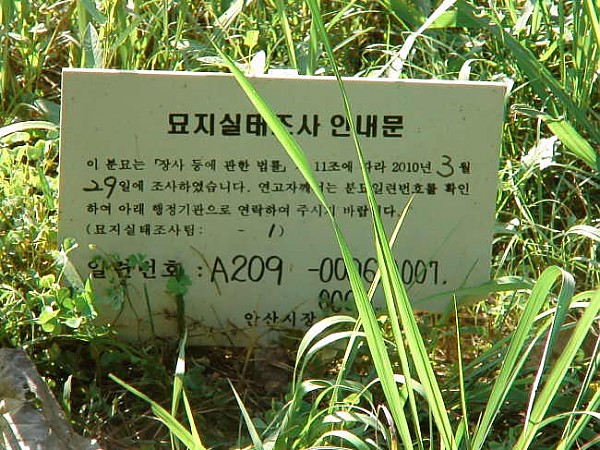 묘지실태조사 안내문
이 분묘는 「장사 등에 관한 법률」 11조에 따라 2010년 3월
29일에 조사하였습니다. 연고자께서는 분묘일련번호를 확인
하여 아래 행정기관으로 연락하여 주시기 바랍니다.
(묘지실태조사팀: - 1)
일련번호 : A209 -0006 007.
안산시장